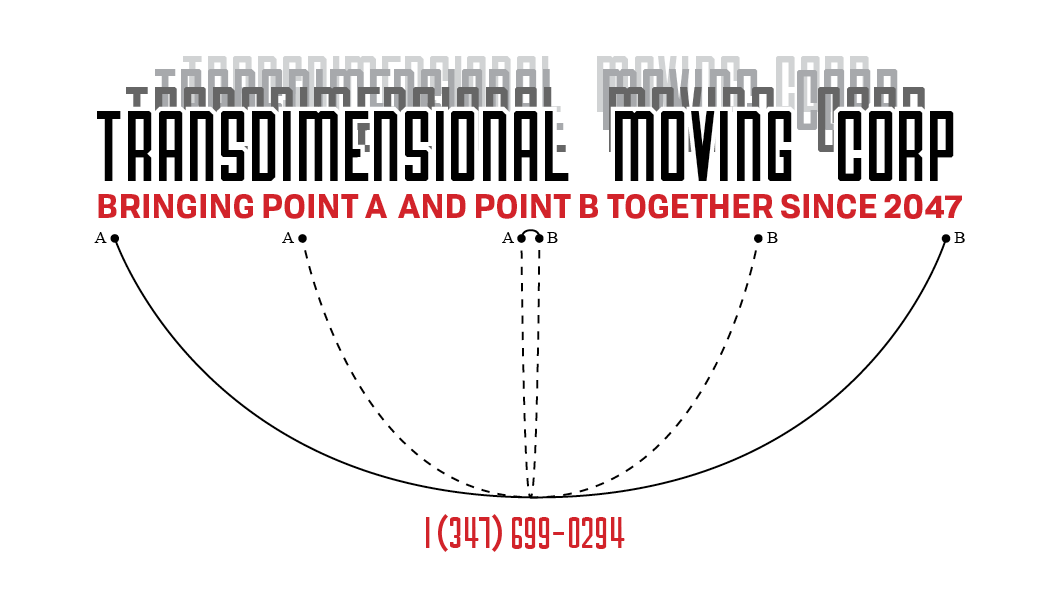 TRANSDIMENSIONAL MOVING CORP
BRINGING POINT A AND POINT B TOGETHER SINCE 2047
A A A B B B
1 (347) 699-0294